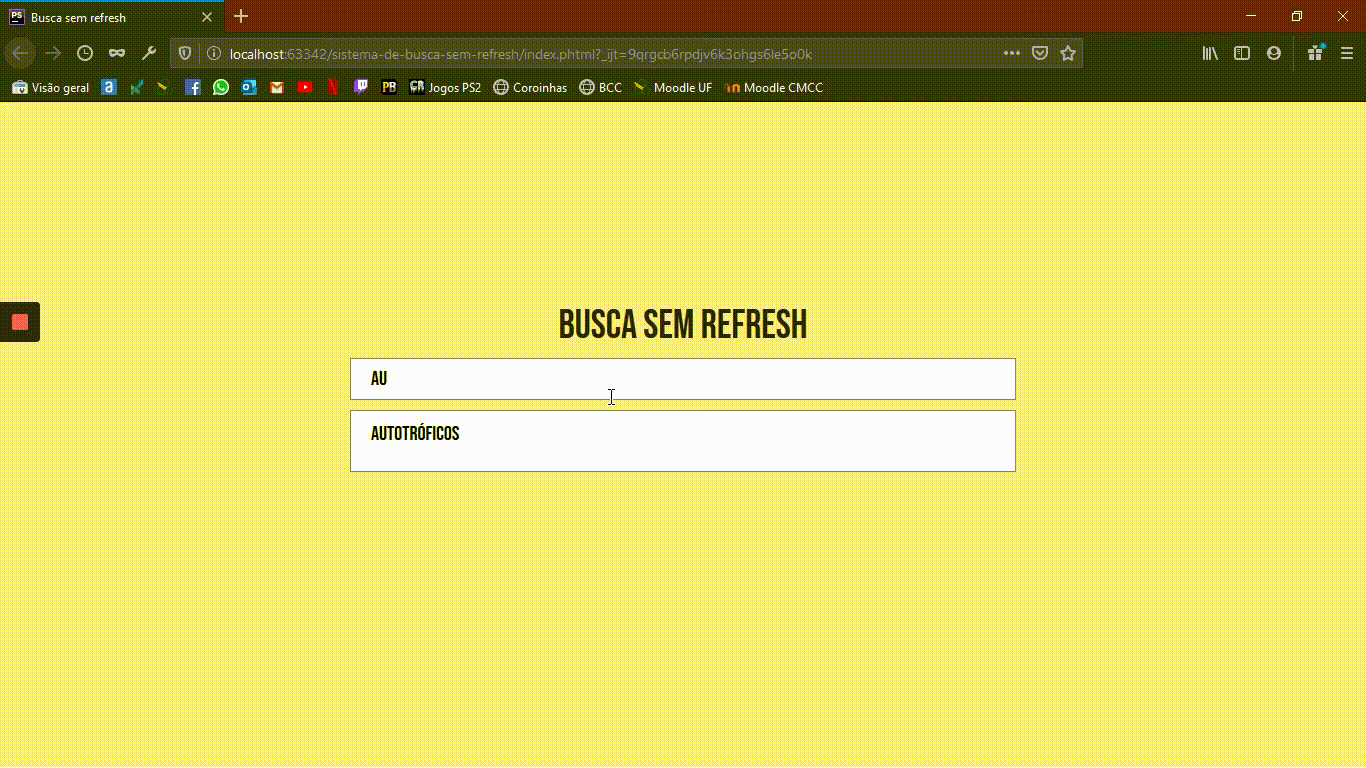 Busca sem refresh
localhost:63342/sistema-de-busca-sem-refresh/index.phtml?_ijt=9qrgcb6rpdjv6k3ohgs6le5o0k
Visão geral Jogos PS2 Coroinhas BCC Moodle UF Moodle CMCC
BUSCA SEM REFRESH
AU
AUTOTRÓFICOS